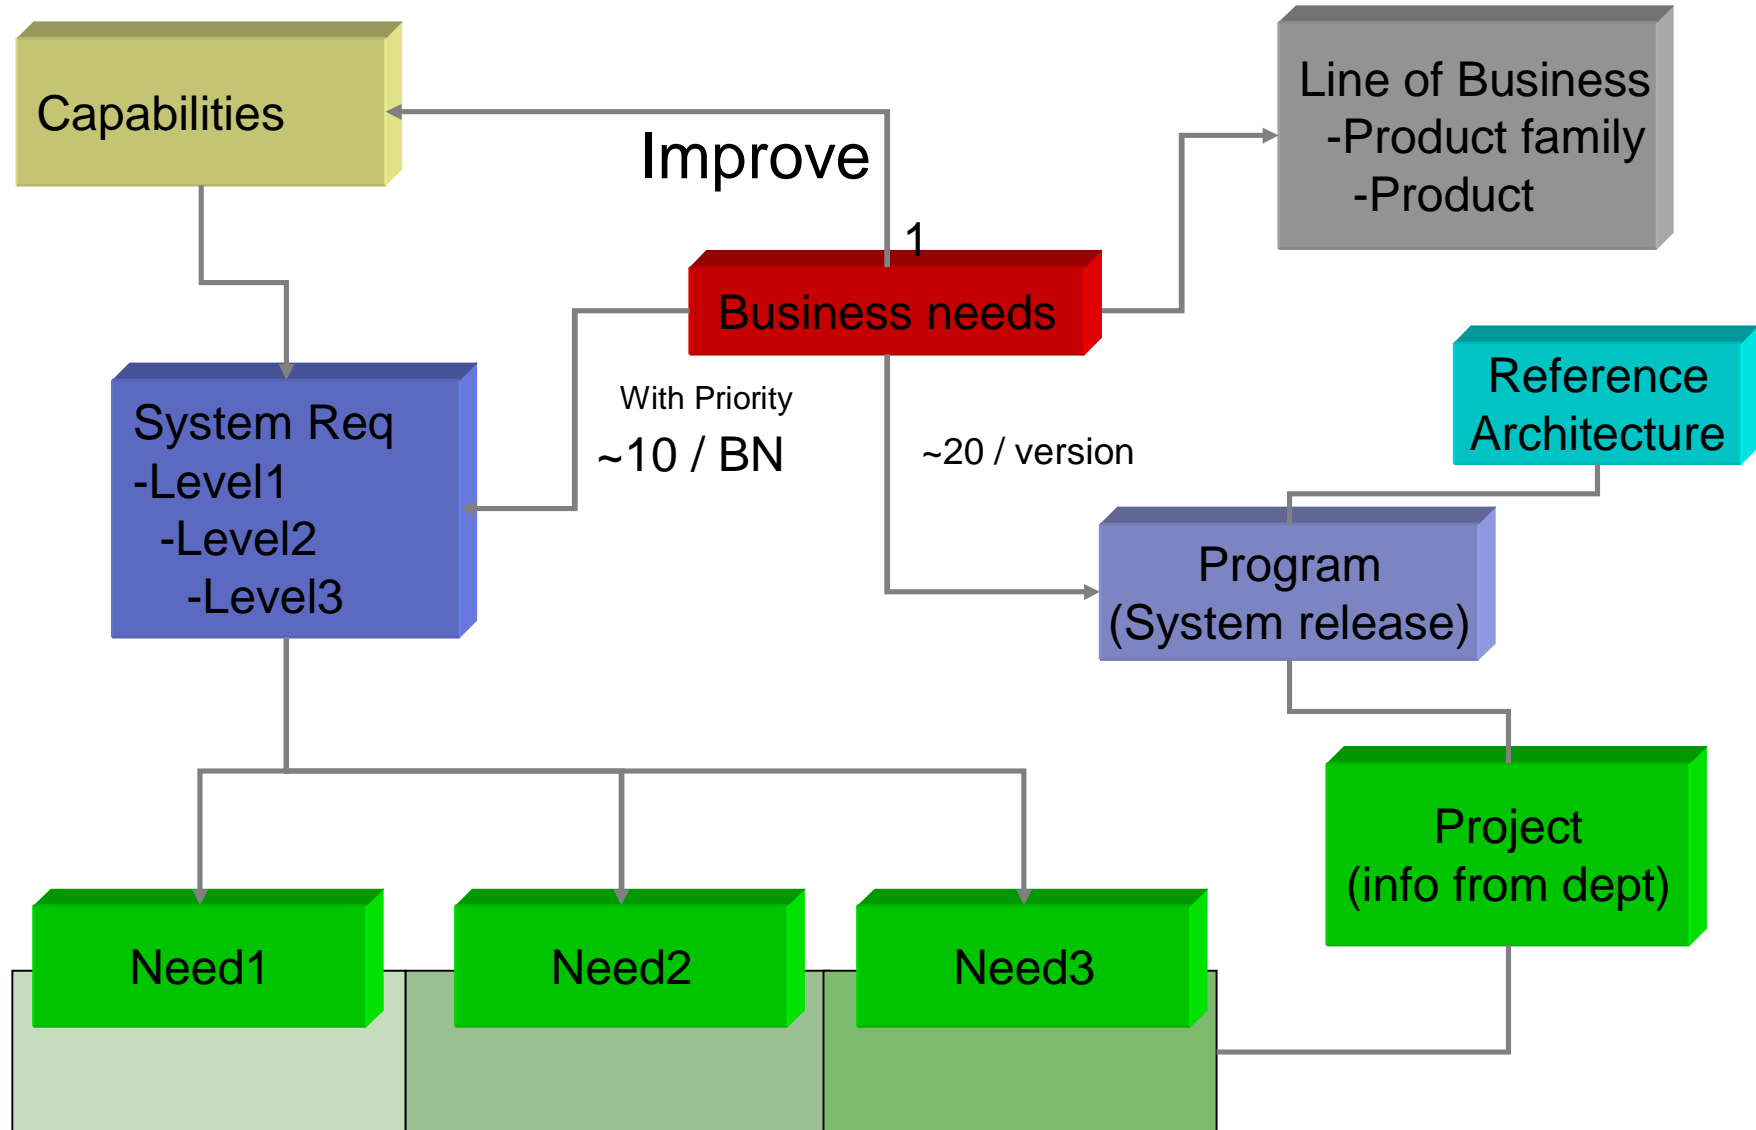 Capabilities
Improve
1
Line of Business
-Product family
-Product
Business needs
With Priority
~10 / BN
~20 / version
Reference
Architecture
System Req
-Level1
-Level2
-Level3
Program
(System release)
Project
(info from dept)
Need1
Need2
Need3